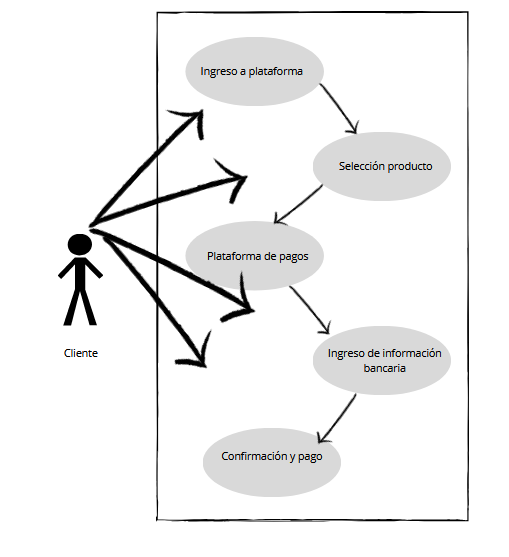 Ingreso a plataforma
Selección producto
Plataforma de pagos
Cliente
Ingreso de información
bancaria
Confirmación y pago